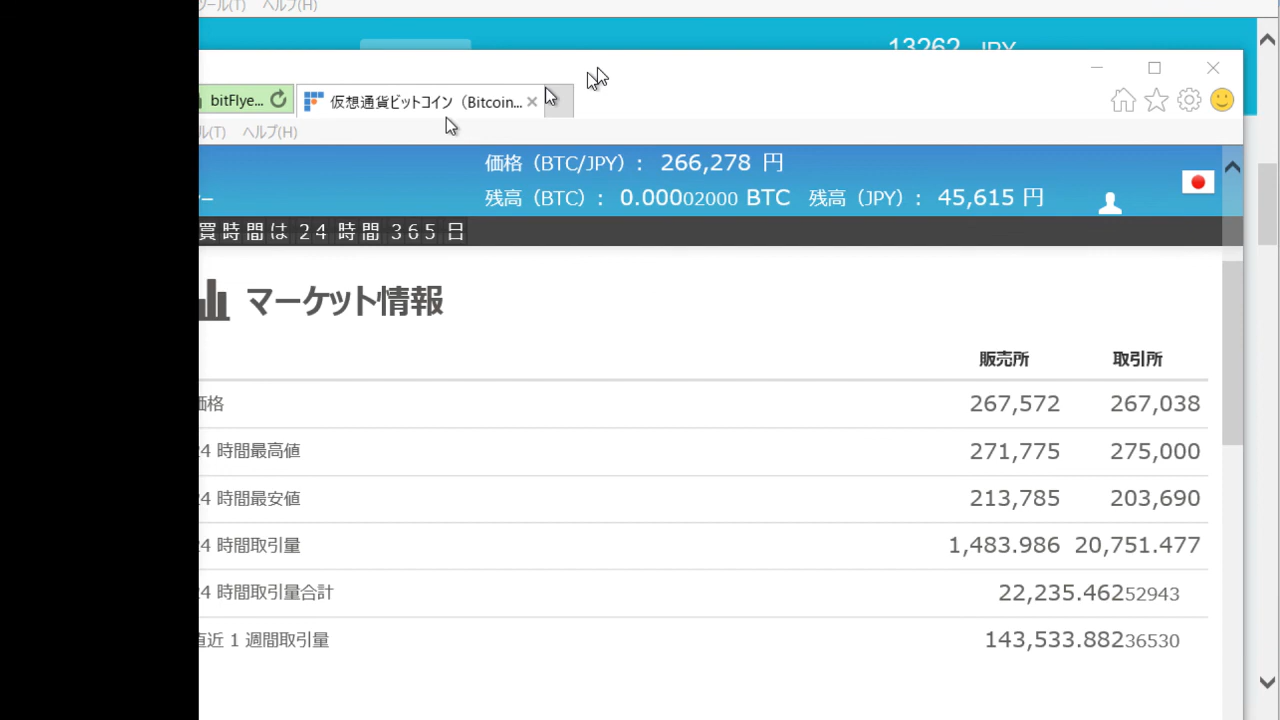 ツール(T) ヘルプ(H)
13262 JPY
bitFlye...
仮想通貨ビットコイン（Bitcoin...
ル(T) ヘルプ(H)
価格（BTC/JPY）： 266,278 円
残高（BTC）： 0.00002000 BTC 残高（JPY）： 45,615 円
買時間は24時間365日
マーケット情報
販売所 取引所
価格 267,572 267,038
24 時間最高値 271,775 275,000
24 時間最安値 213,785 203,690
24 時間取引量 1,483.986 20,751.477
24 時間取引量合計 22,235.46252943
直近 1 週間取引量 143,533.88236530